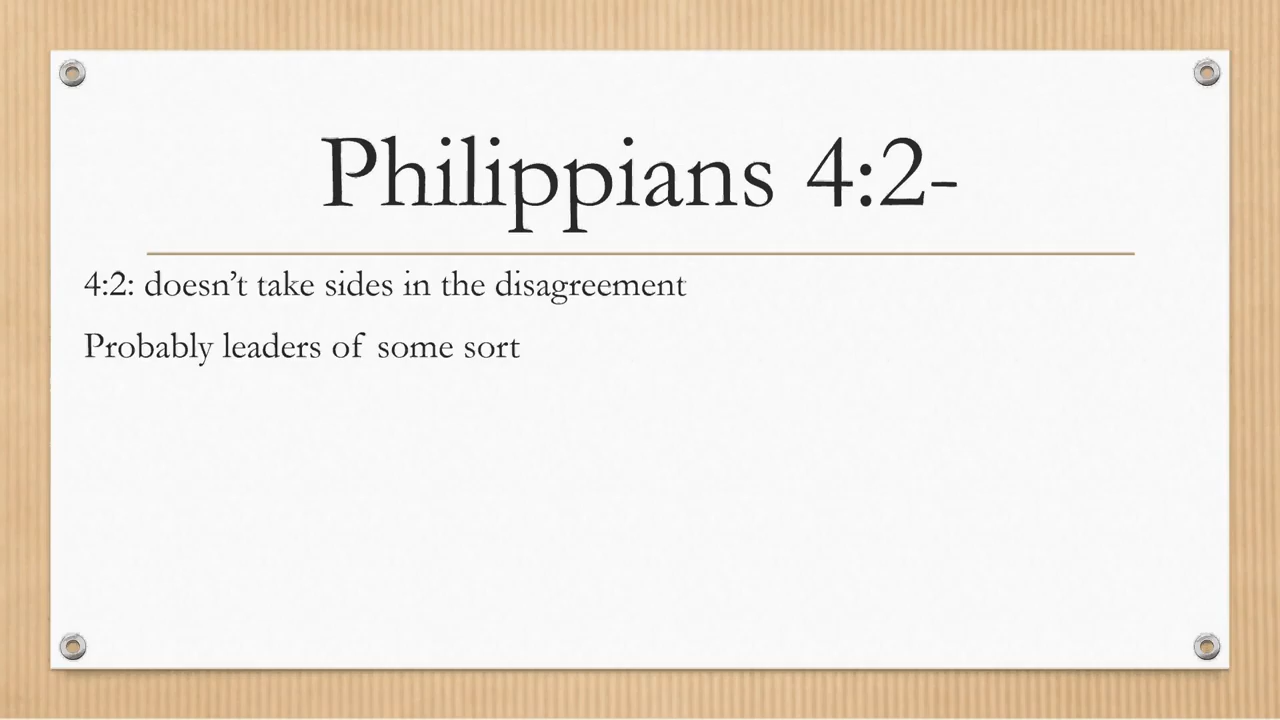 Philippians 4:2-
4:2: doesn’t take sides in the disagreement
Probably leaders of some sort